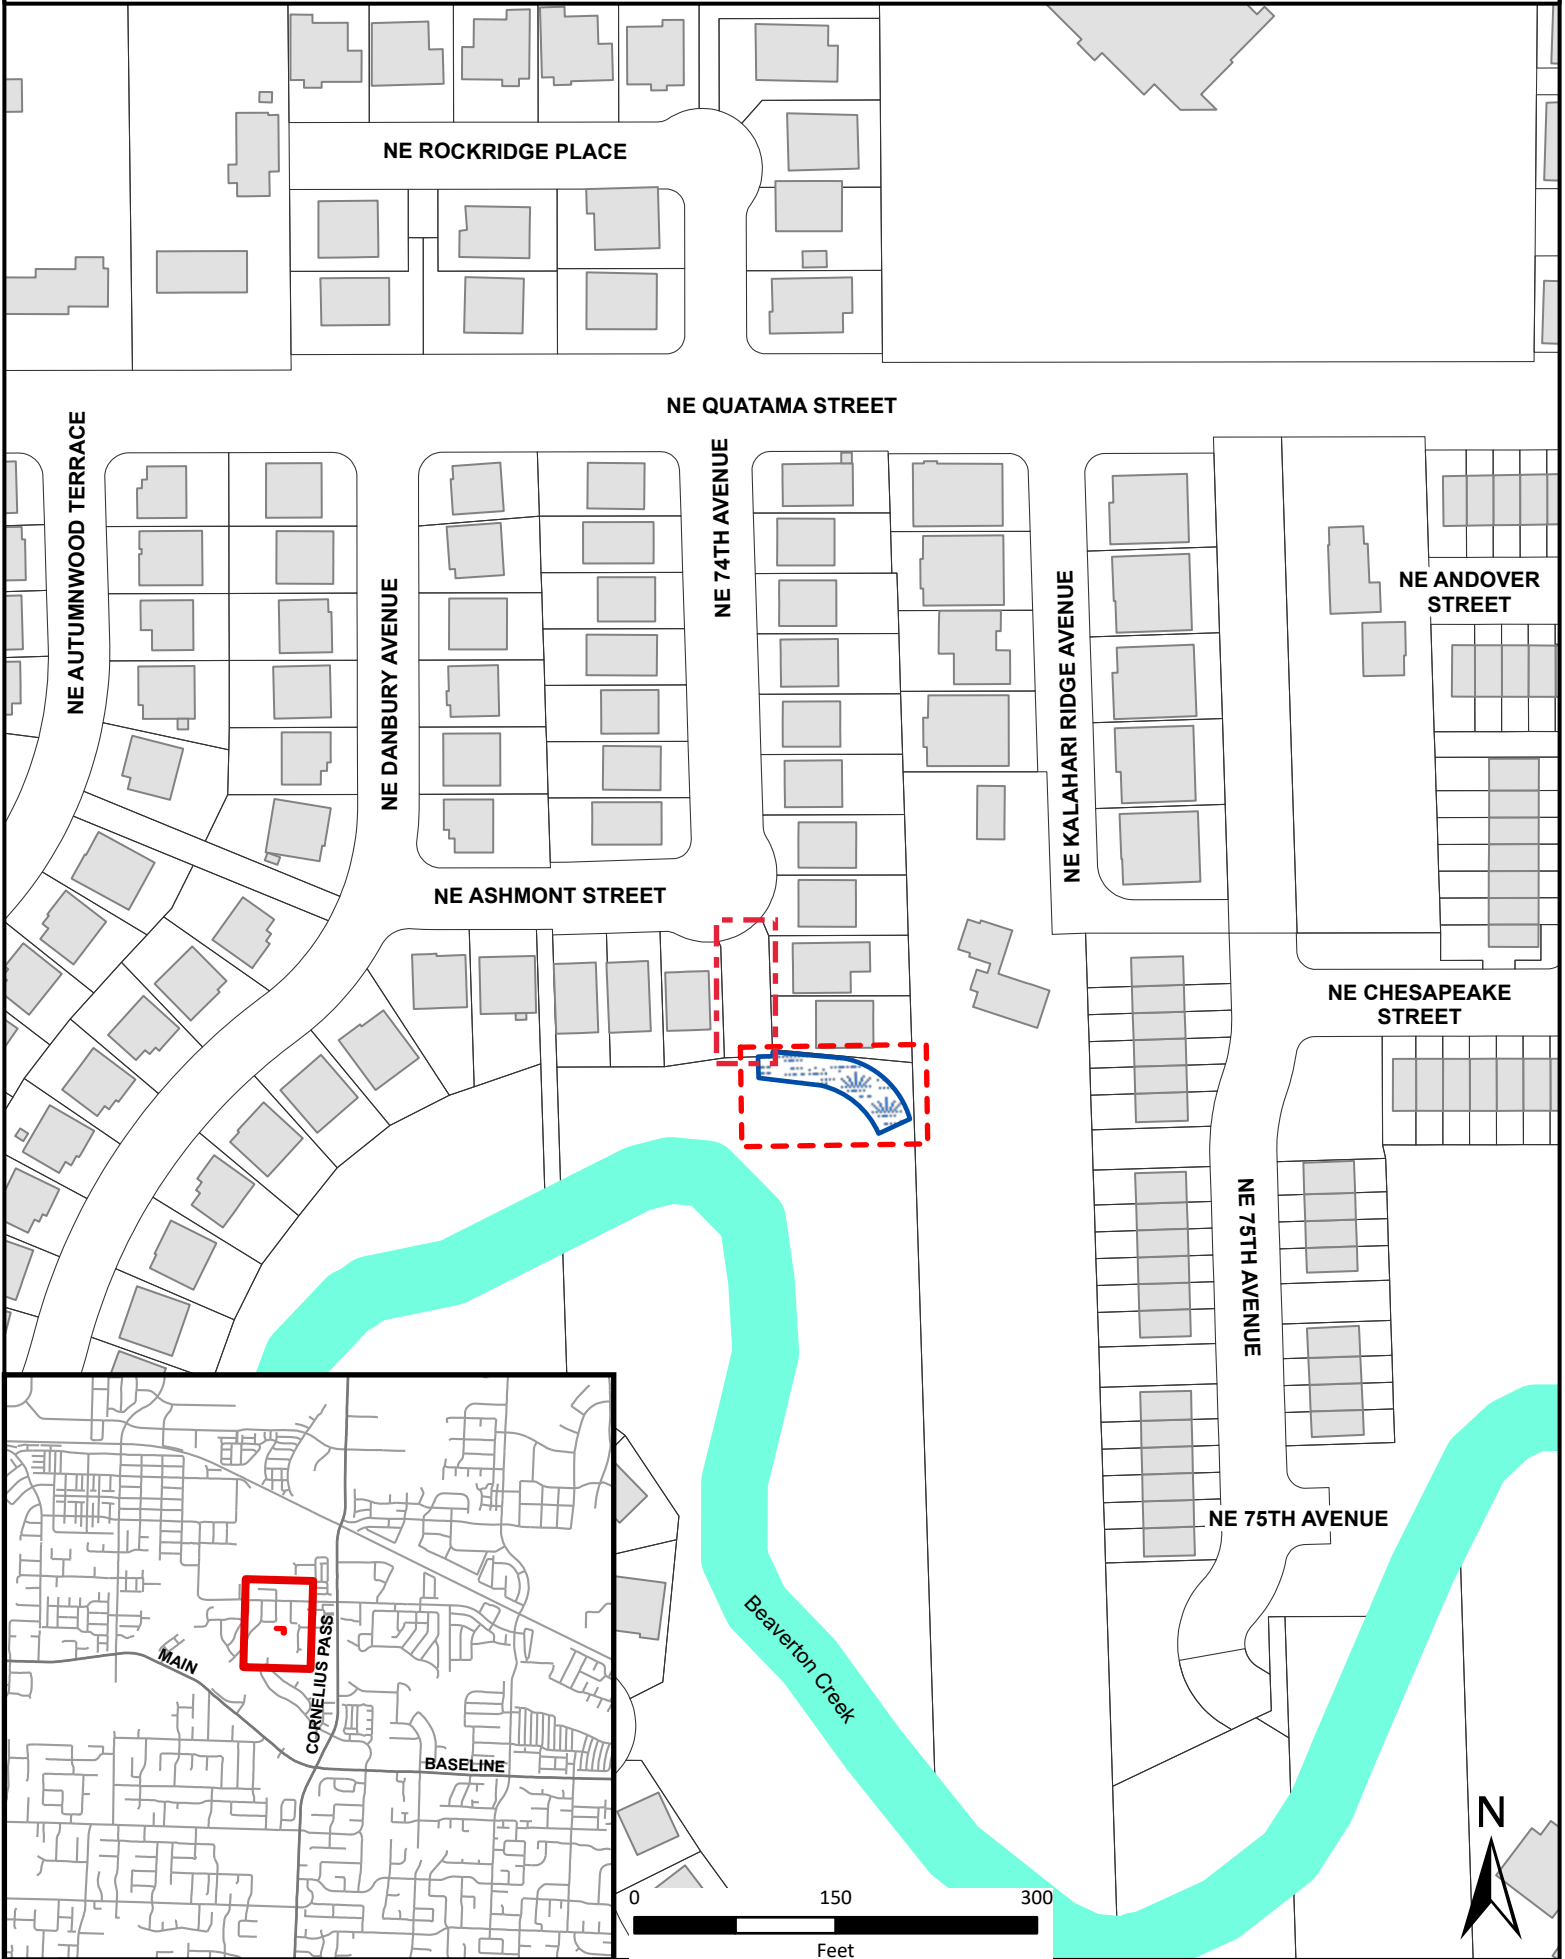 NE ROCKRIDGE PLACE
NE QUATAMA STREET
NE AUTUMNWOOD TERRACE
NE 74TH AVENUE
NE DANBURY AVENUE
NE KALAHARI RIDGE AVENUE
NE ANDOVER
STREET
NE ASHMONT STREET
NE CHESAPEAKE
STREET
NE 75TH AVENUE
NE 75TH AVENUE
Beaverton Creek
MAIN
CORNELIUS PASS
BASELINE
N
0 150 300
Feet